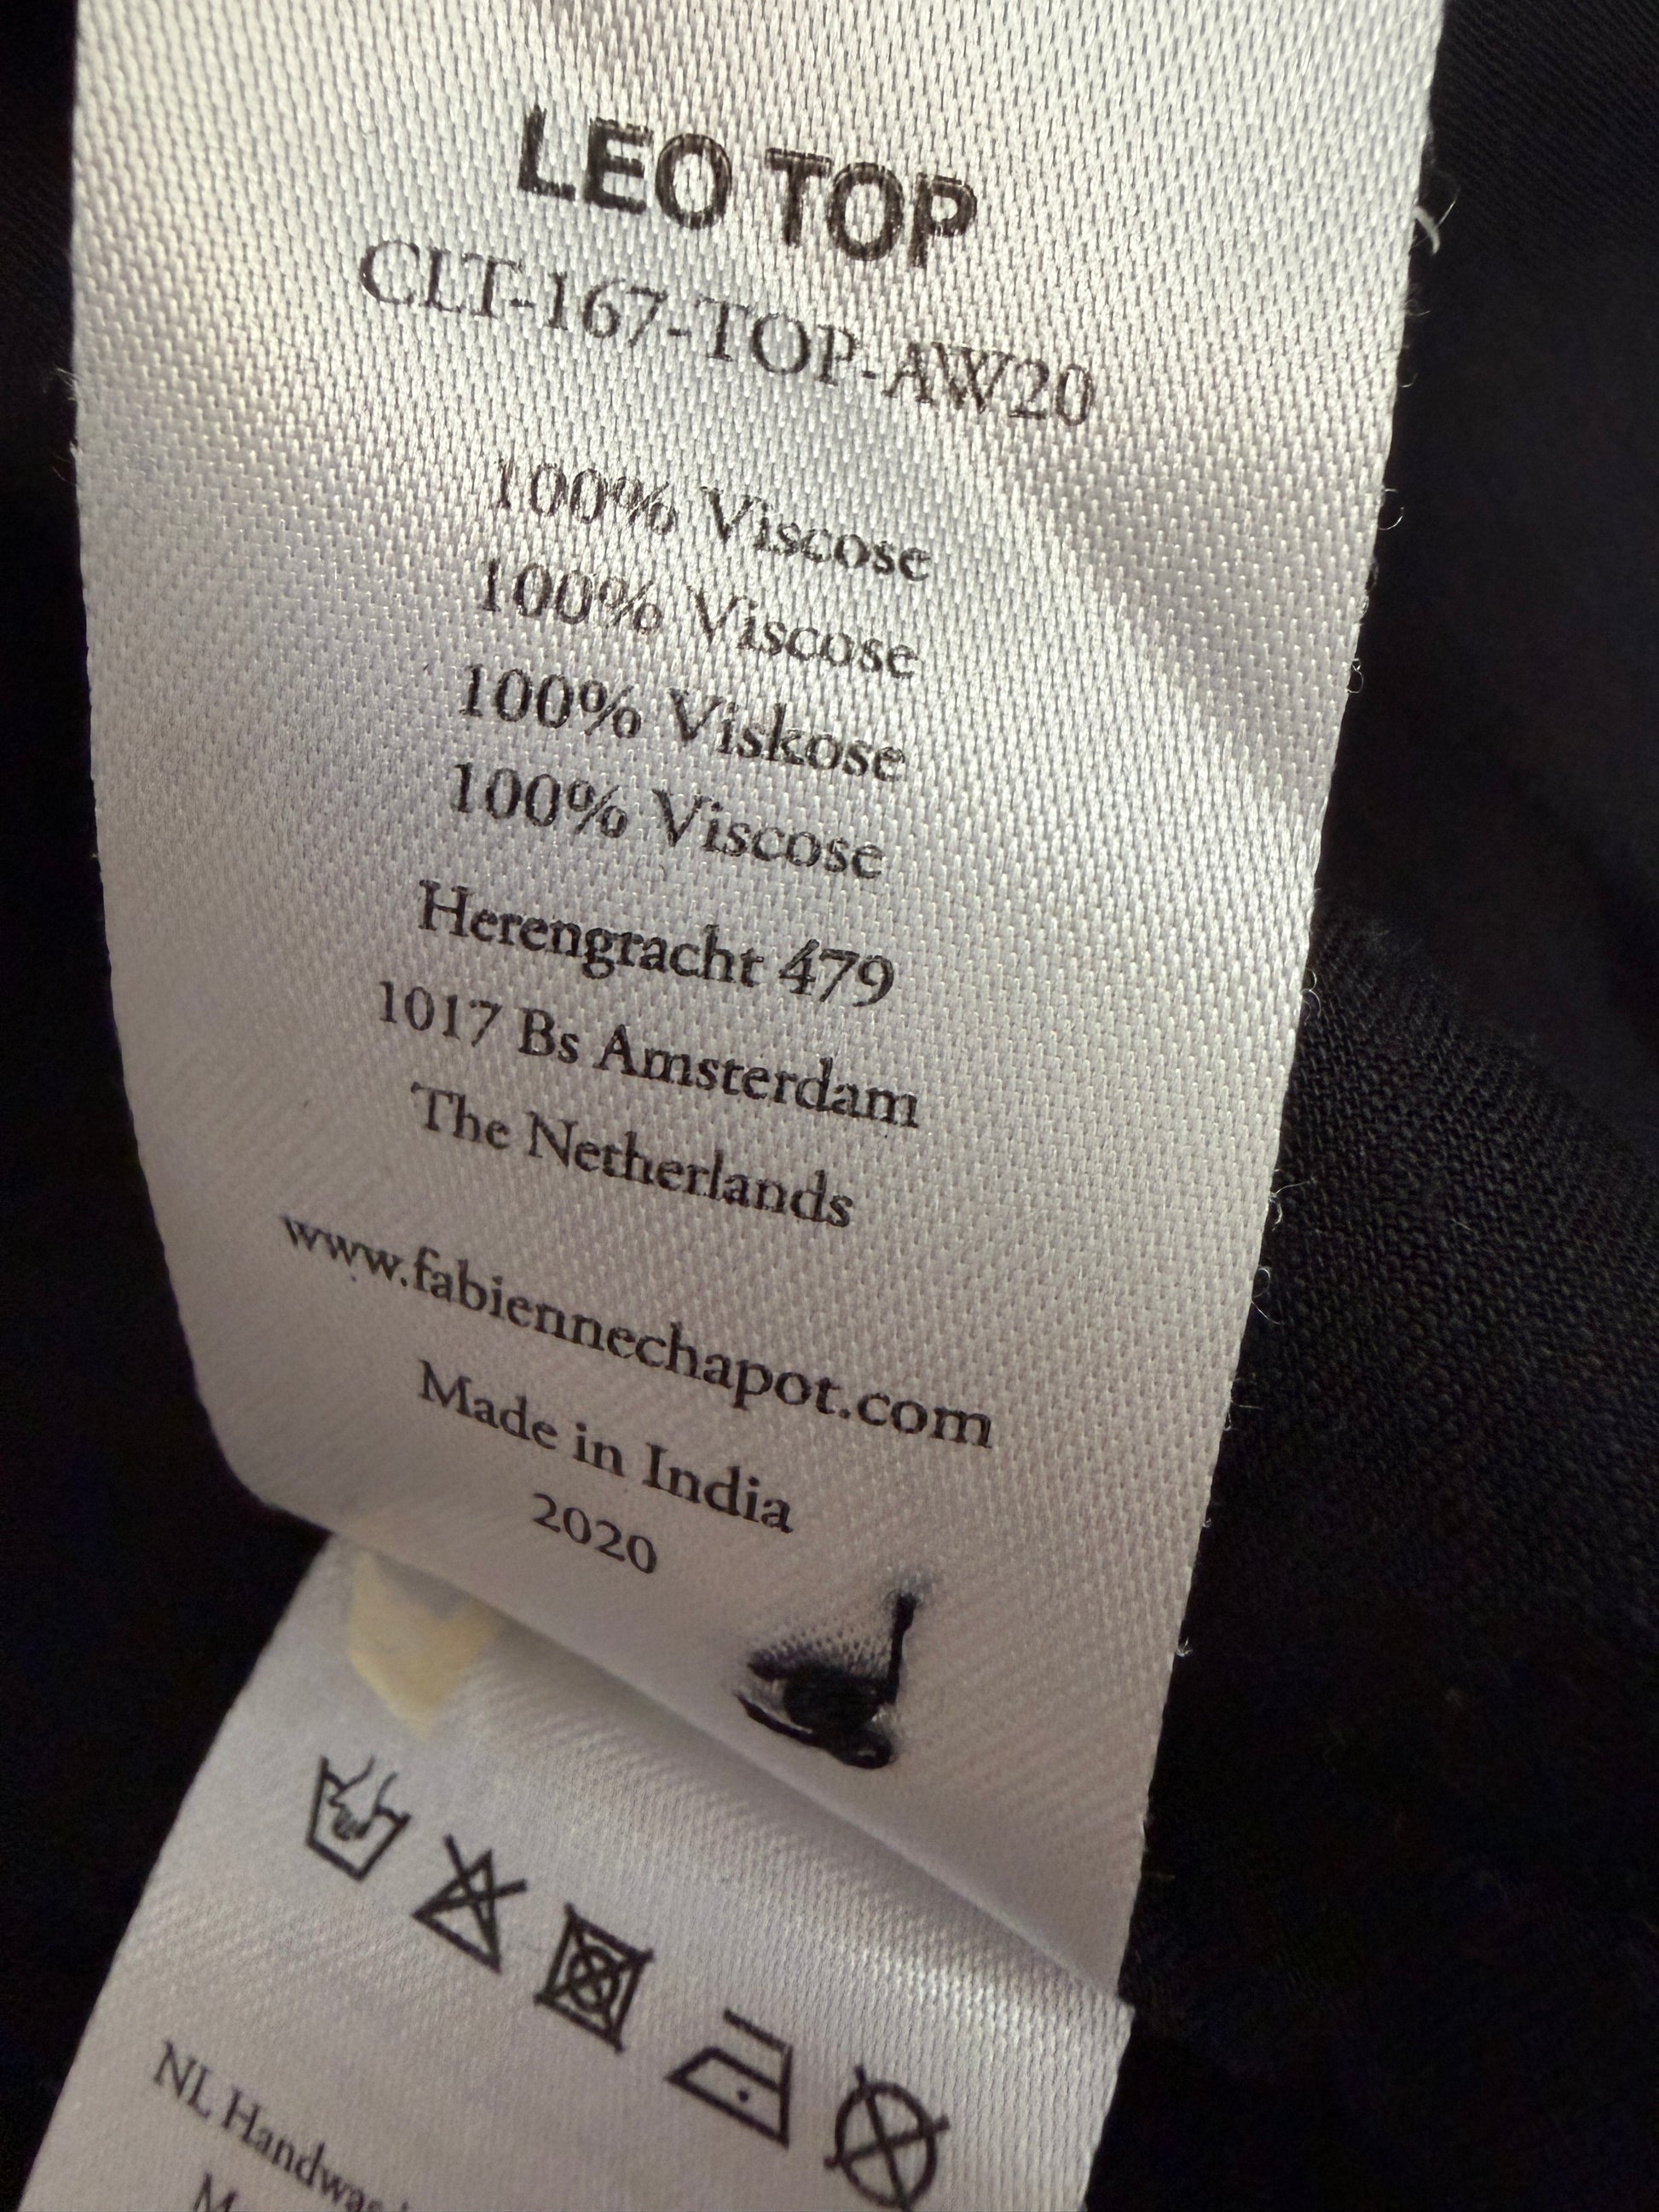 LEO TOP
CLT-167-TOP-AW20
100% Viscose
100% Viscose
100% Viskose
100% Viscose
Herengracht 479
1017 Bs Amsterdam
The Netherlands
www.fabiennechapot.com
Made in India
2020
NL